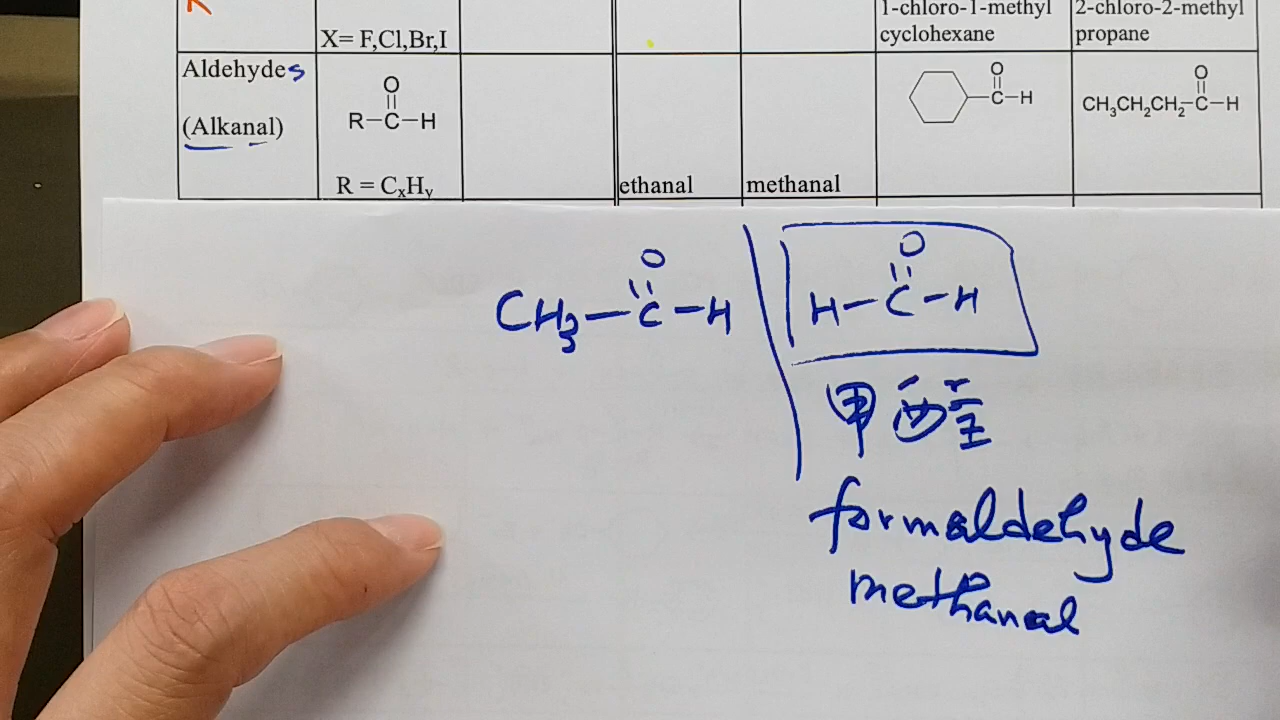 1-chloro-1-methyl
2-chloro-2-methyl
X= F,Cl,Br,I
cyclohexane
propane
Aldehydes
(Alkanal)
O
R–C–H
R = CxHy
ethanal
methanal
O
C–H
O
CH3CH2CH2–C–H
O
CH3–C–H
O
H–C–H
甲醛
formaldehyde
methanal